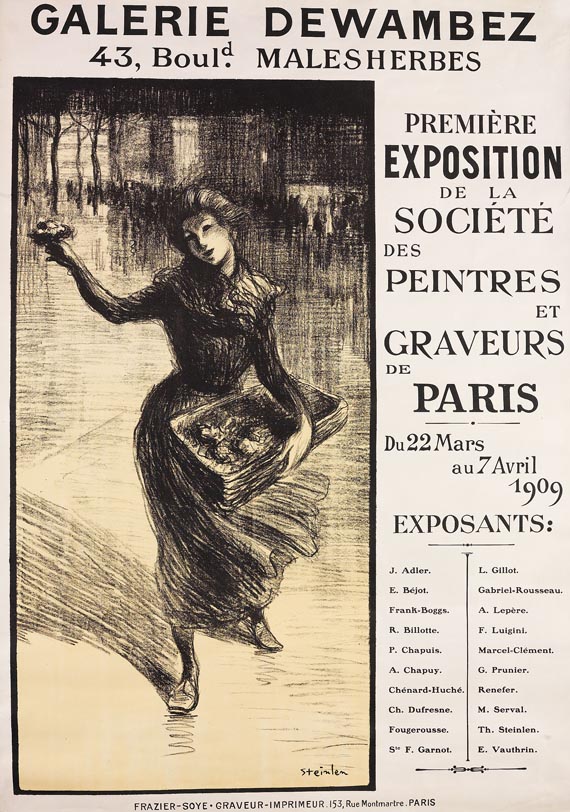 GALERIE DEWAMBEZ
43, Boul.d MALESHERBES
PREMIÈRE
EXPOSITION
DE LA
SOCIÉTÉ
DES
PEINTRES
ET
GRAVEURS
DE
PARIS
Du 22 Mars
au 7 Avril
1909
EXPOSANTS:
J. Adler.
E. Béjot.
Frank-Boggs.
R. Billotte.
P. Chapuis.
A. Chapuy.
Chénard-Huché.
Ch. Dufresne.
Fougerousse.
Ste F. Garnot.
L. Gillot.
Gabriel-Rousseau.
A. Lepère.
F. Luigini.
Marcel-Clément.
G. Prunier.
Renefer.
M. Serval.
Th. Steinlen.
E. Vauthrin.
Steinlen
FRAZIER-SOYE • GRAVEUR-IMPRIMEUR. 153, Rue Montmartre. PARIS